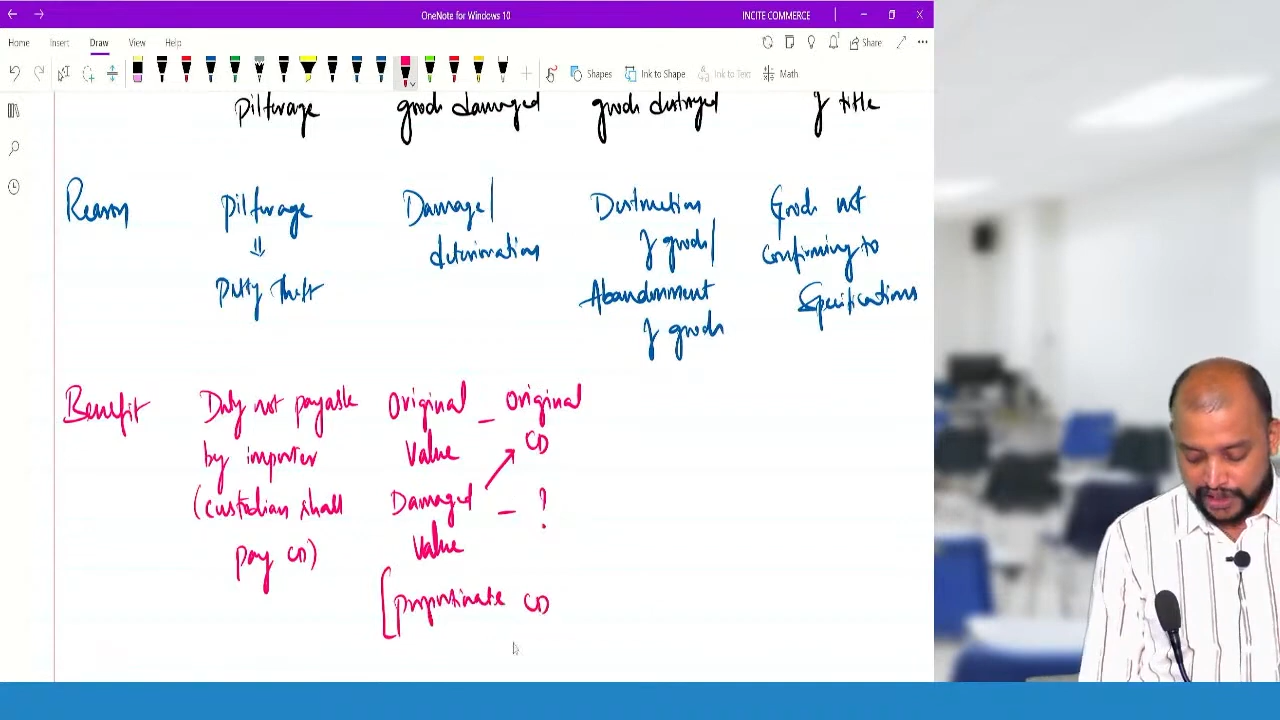 OneNote for Windows 10
INCITE COMMERCE
Home Insert Draw View Help
Share
Shapes Ink to Shape Ink to Text Math
pilferage goods damaged goods destroyed of title
Reason pilferage Damage/ Destruction Goods not
deterioration of goods/ confirming to
Petty theft Abandonment Specifications
of goods
Benefit Duty not payable Original – Original
by importer Value CD
(custodian shall Damaged – ?
pay CD) Value
[proportionate CD